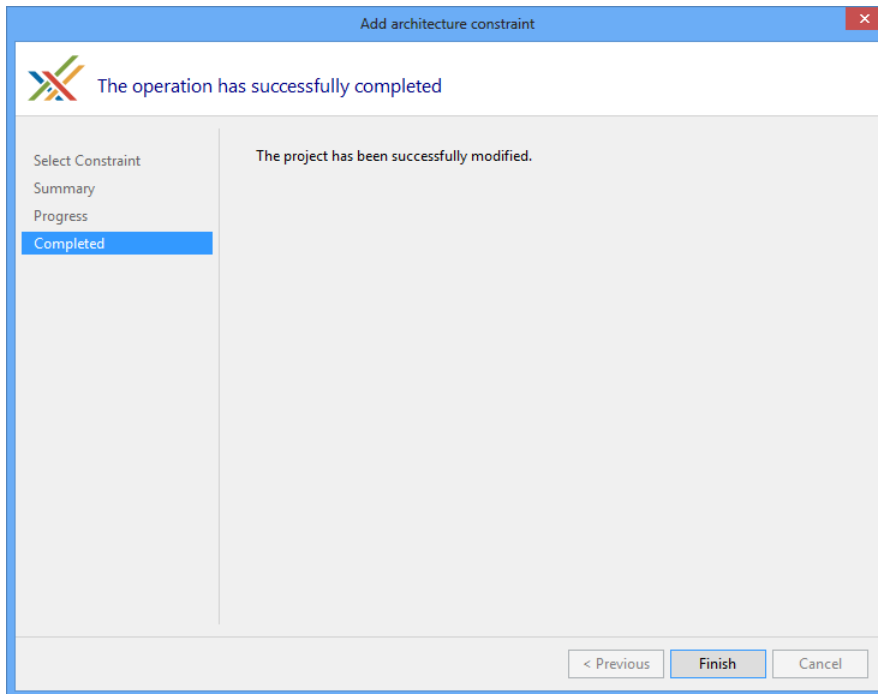 Add architecture constraint
The operation has successfully completed
Select Constraint
The project has been successfully modified.
Summary
Progress
Completed
< Previous
Finish
Cancel